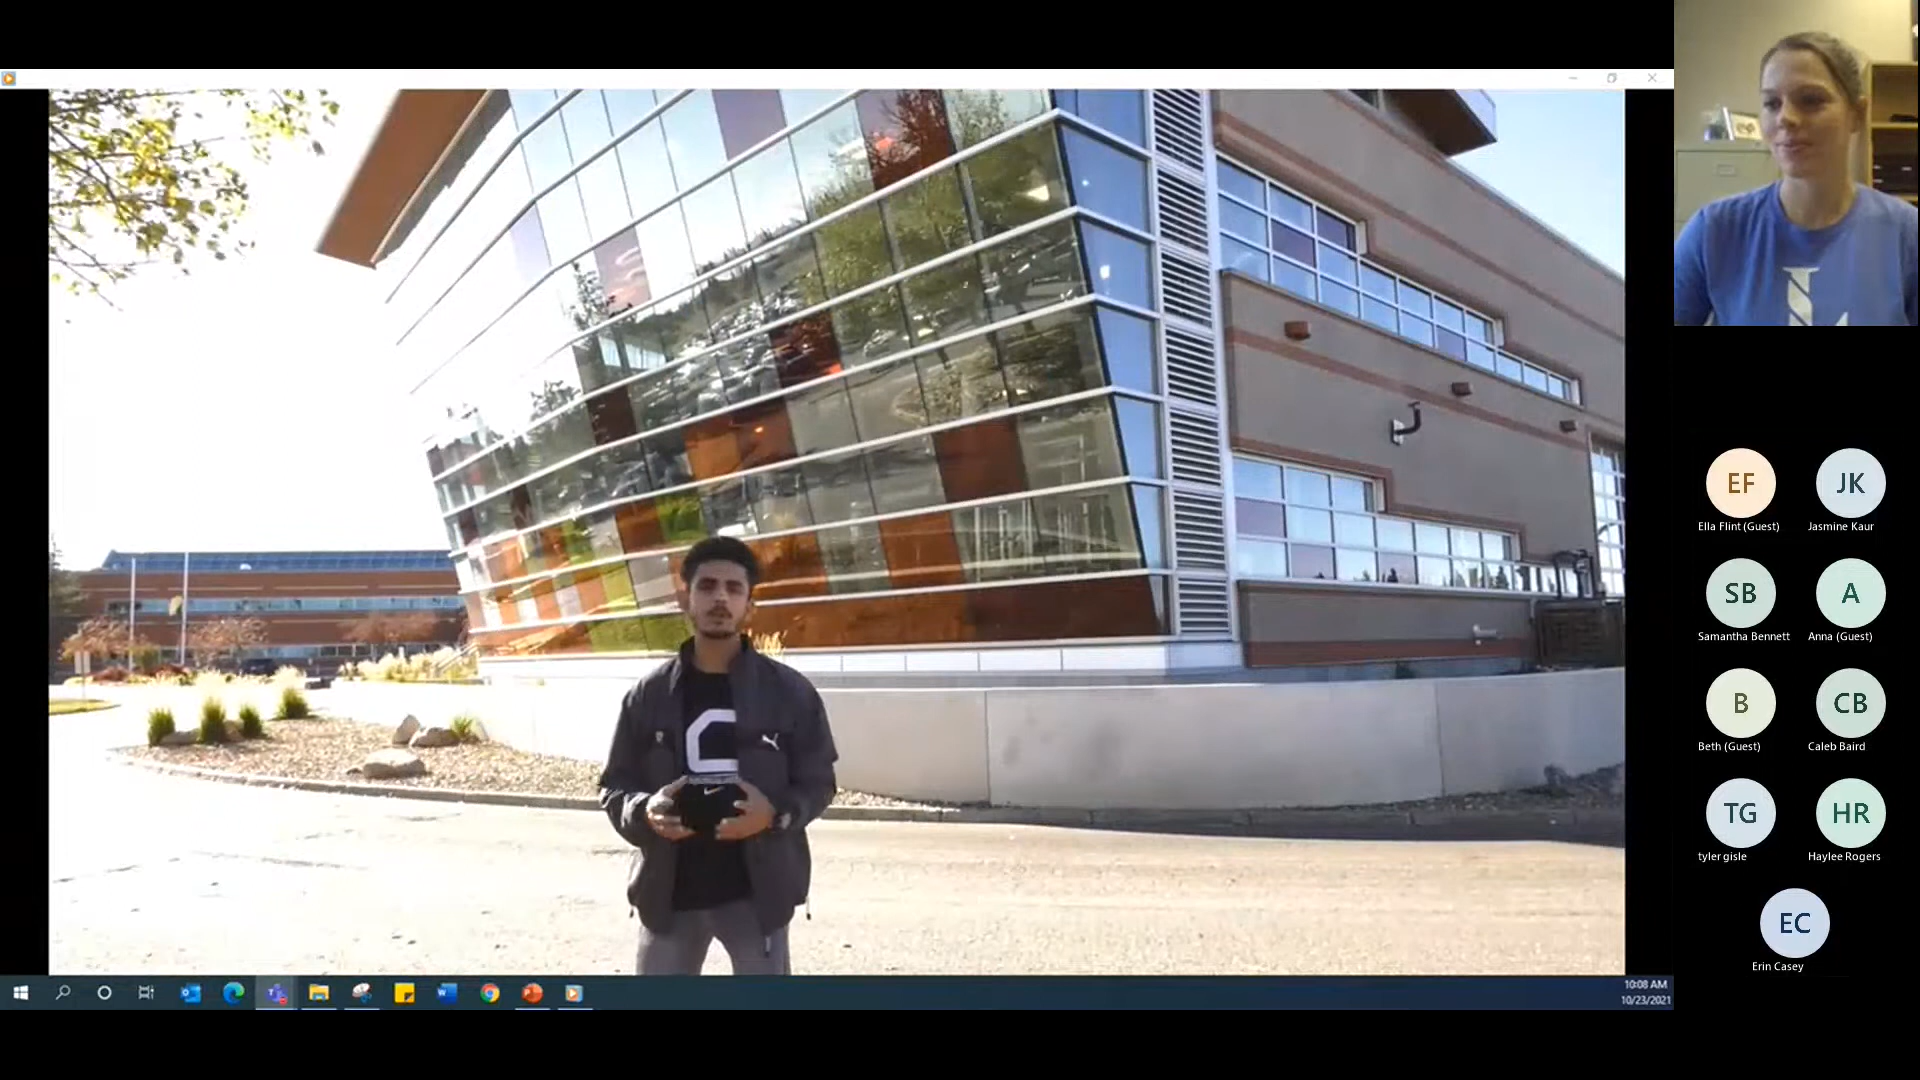 EF
JK
Ella Flint (Guest)
Jasmine Kaur
SB
A
Samantha Bennett
Anna (Guest)
B
CB
Beth (Guest)
Caleb Baird
TG
HR
tyler gisle
Haylee Rogers
EC
Erin Casey
C
10:08 AM
10/23/2021